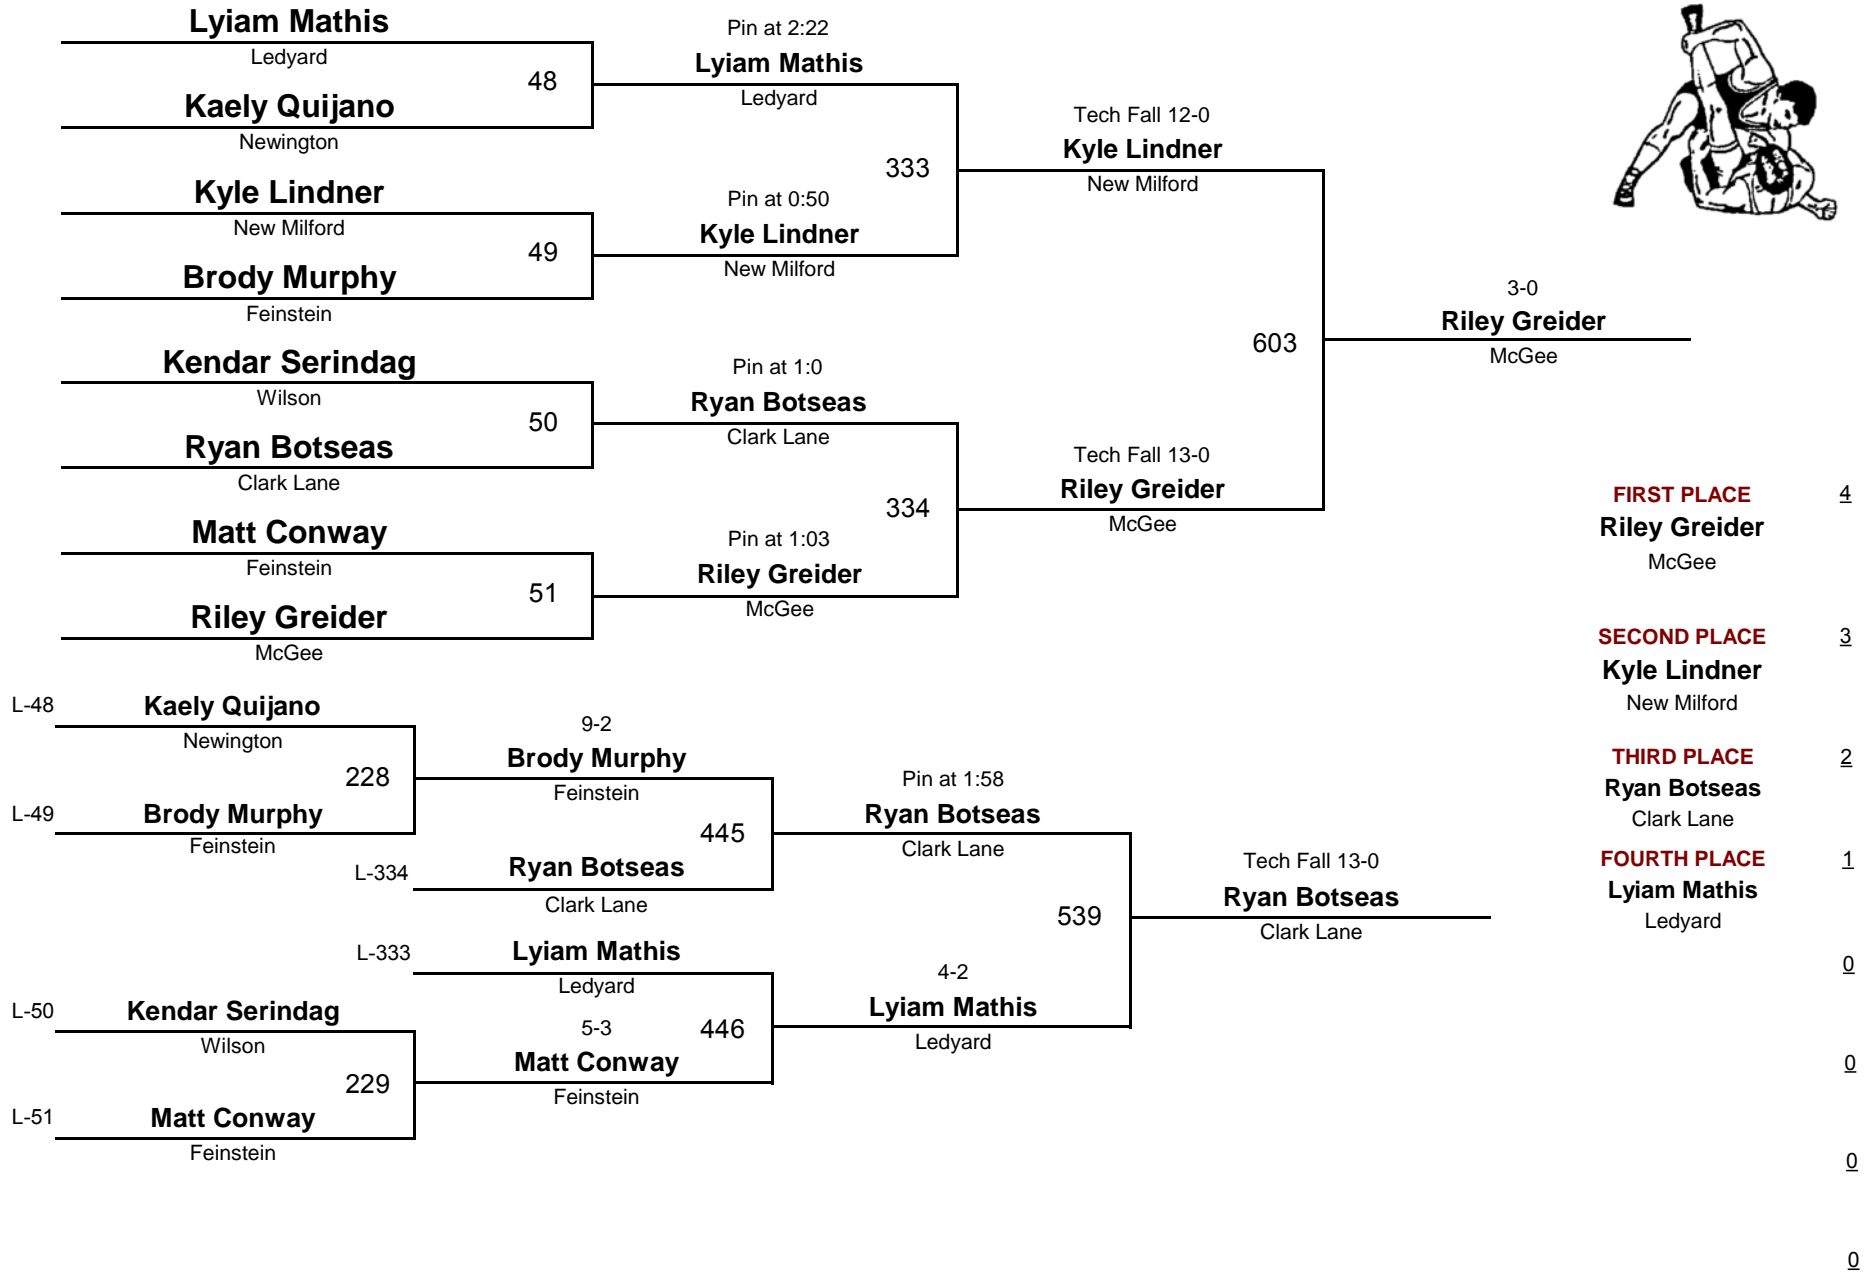 Lyiam Mathis
Ledyard
48
Kaely Quijano
Newington
Kyle Lindner
New Milford
49
Brody Murphy
Feinstein
Kendar Serindag
Wilson
50
Ryan Botseas
Clark Lane
Matt Conway
Feinstein
51
Riley Greider
McGee
Pin at 2:22
Lyiam Mathis
Ledyard
333
Pin at 0:50
Kyle Lindner
New Milford
Pin at 1:0
Ryan Botseas
Clark Lane
334
Pin at 1:03
Riley Greider
McGee
Tech Fall 12-0
Kyle Lindner
New Milford
603
Tech Fall 13-0
Riley Greider
McGee
3-0
Riley Greider
McGee
FIRST PLACE 4
Riley Greider
McGee
SECOND PLACE 3
Kyle Lindner
New Milford
THIRD PLACE 2
Ryan Botseas
Clark Lane
FOURTH PLACE 1
Lyiam Mathis
Ledyard
0
0
0
0
L-48 Kaely Quijano
Newington
228
L-49 Brody Murphy
Feinstein
9-2
Brody Murphy
Feinstein
445
L-334 Ryan Botseas
Clark Lane
L-333 Lyiam Mathis
Ledyard
446
5-3
Matt Conway
Feinstein
L-50 Kendar Serindag
Wilson
229
L-51 Matt Conway
Feinstein
Pin at 1:58
Ryan Botseas
Clark Lane
539
4-2
Lyiam Mathis
Ledyard
Tech Fall 13-0
Ryan Botseas
Clark Lane